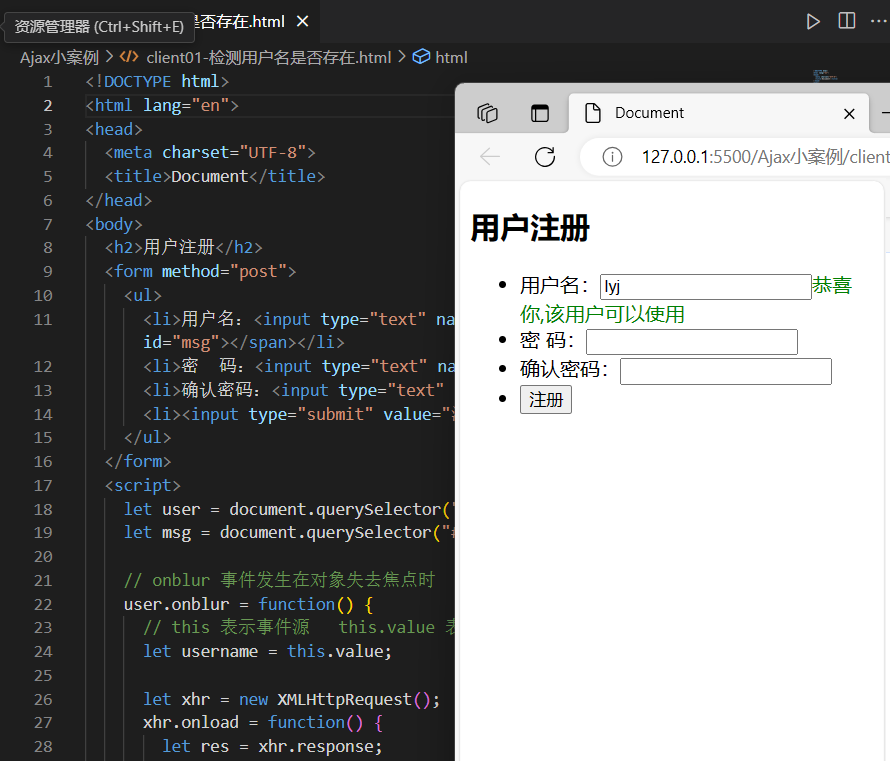 资源管理器 (Ctrl+Shift+E)
是否存在.html
Ajax小案例 > client01-检测用户名是否存在.html > html
1 <!DOCTYPE html>
2 <html lang="en">
3 <head>
4 <meta charset="UTF-8">
5 <title>Document</title>
6 </head>
7 <body>
8 <h2>用户注册</h2>
9 <form method="post">
10 <ul>
11 <li>用户名：<input type="text" na
id="msg"></span></li>
12 <li>密  码：<input type="text" na
13 <li>确认密码：<input type="text"
14 <li><input type="submit" value="
15 </ul>
16 </form>
17 <script>
18 let user = document.querySelector("
19 let msg = document.querySelector("
20
21 // onblur 事件发生在对象失去焦点时
22 user.onblur = function() {
23 // this 表示事件源   this.value 表
24 let username = this.value;
25
26 let xhr = new XMLHttpRequest();
27 xhr.onload = function() {
28 let res = xhr.response;
Document
127.0.0.1:5500/Ajax小案例/client
用户注册
用户名：lyj恭喜
你,该用户可以使用
密 码：
确认密码：
注册